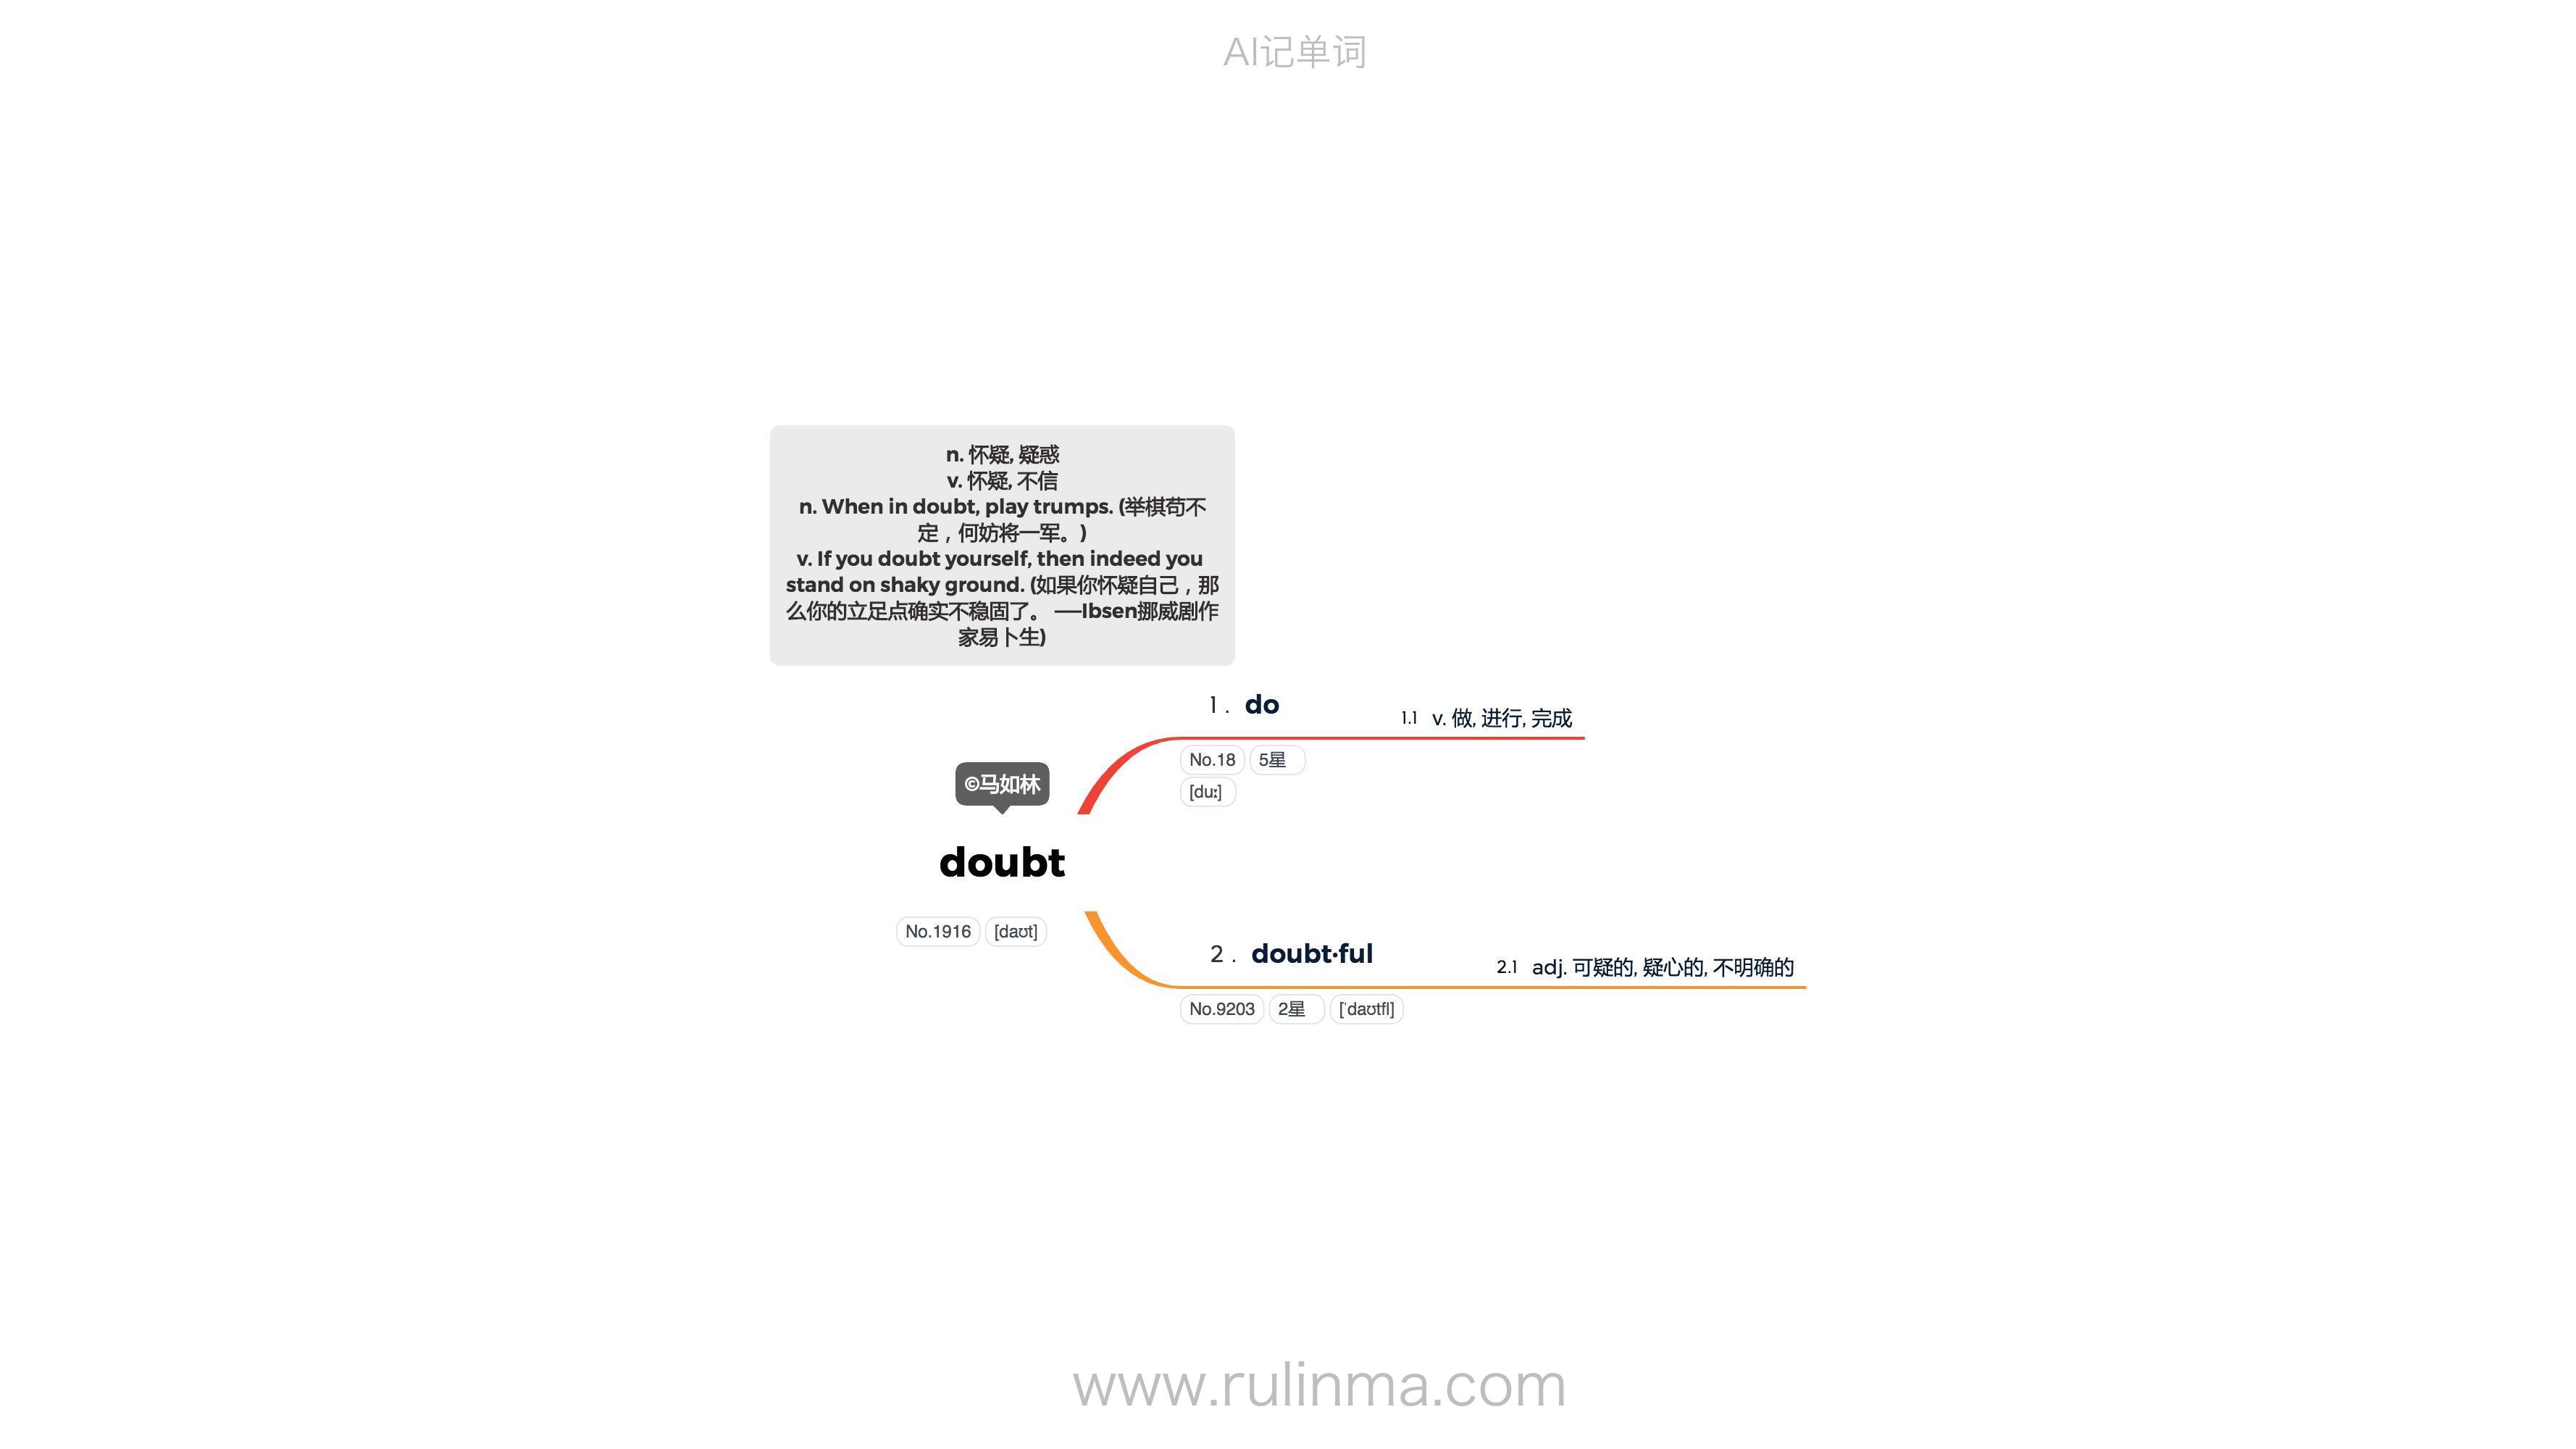 AI记单词
n. 怀疑, 疑惑
v. 怀疑, 不信
n. When in doubt, play trumps. (举棋苟不
定，何妨将一军。)
v. If you doubt yourself, then indeed you
stand on shaky ground. (如果你怀疑自己，那
么你的立足点确实不稳固了。 —–Ibsen挪威剧作
家易卜生)
1 . do
1.1 v. 做, 进行, 完成
No.18 5星
[duː]
©马如林
doubt
No.1916 [daʊt]
2 . doubt·ful
2.1 adj. 可疑的, 疑心的, 不明确的
No.9203 2星 [ˈdaʊtfl]
www.rulinma.com